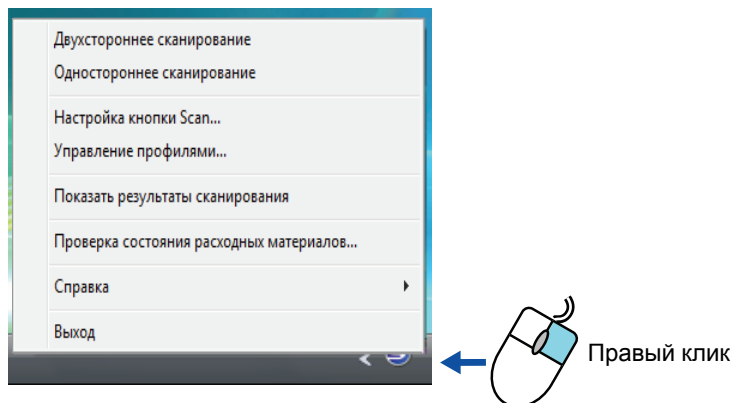 Двухстороннее сканирование
Одностороннее сканирование
Настройка кнопки Scan...
Управление профилями...
Показать результаты сканирования
Проверка состояния расходных материалов...
Справка
Выход
Правый клик